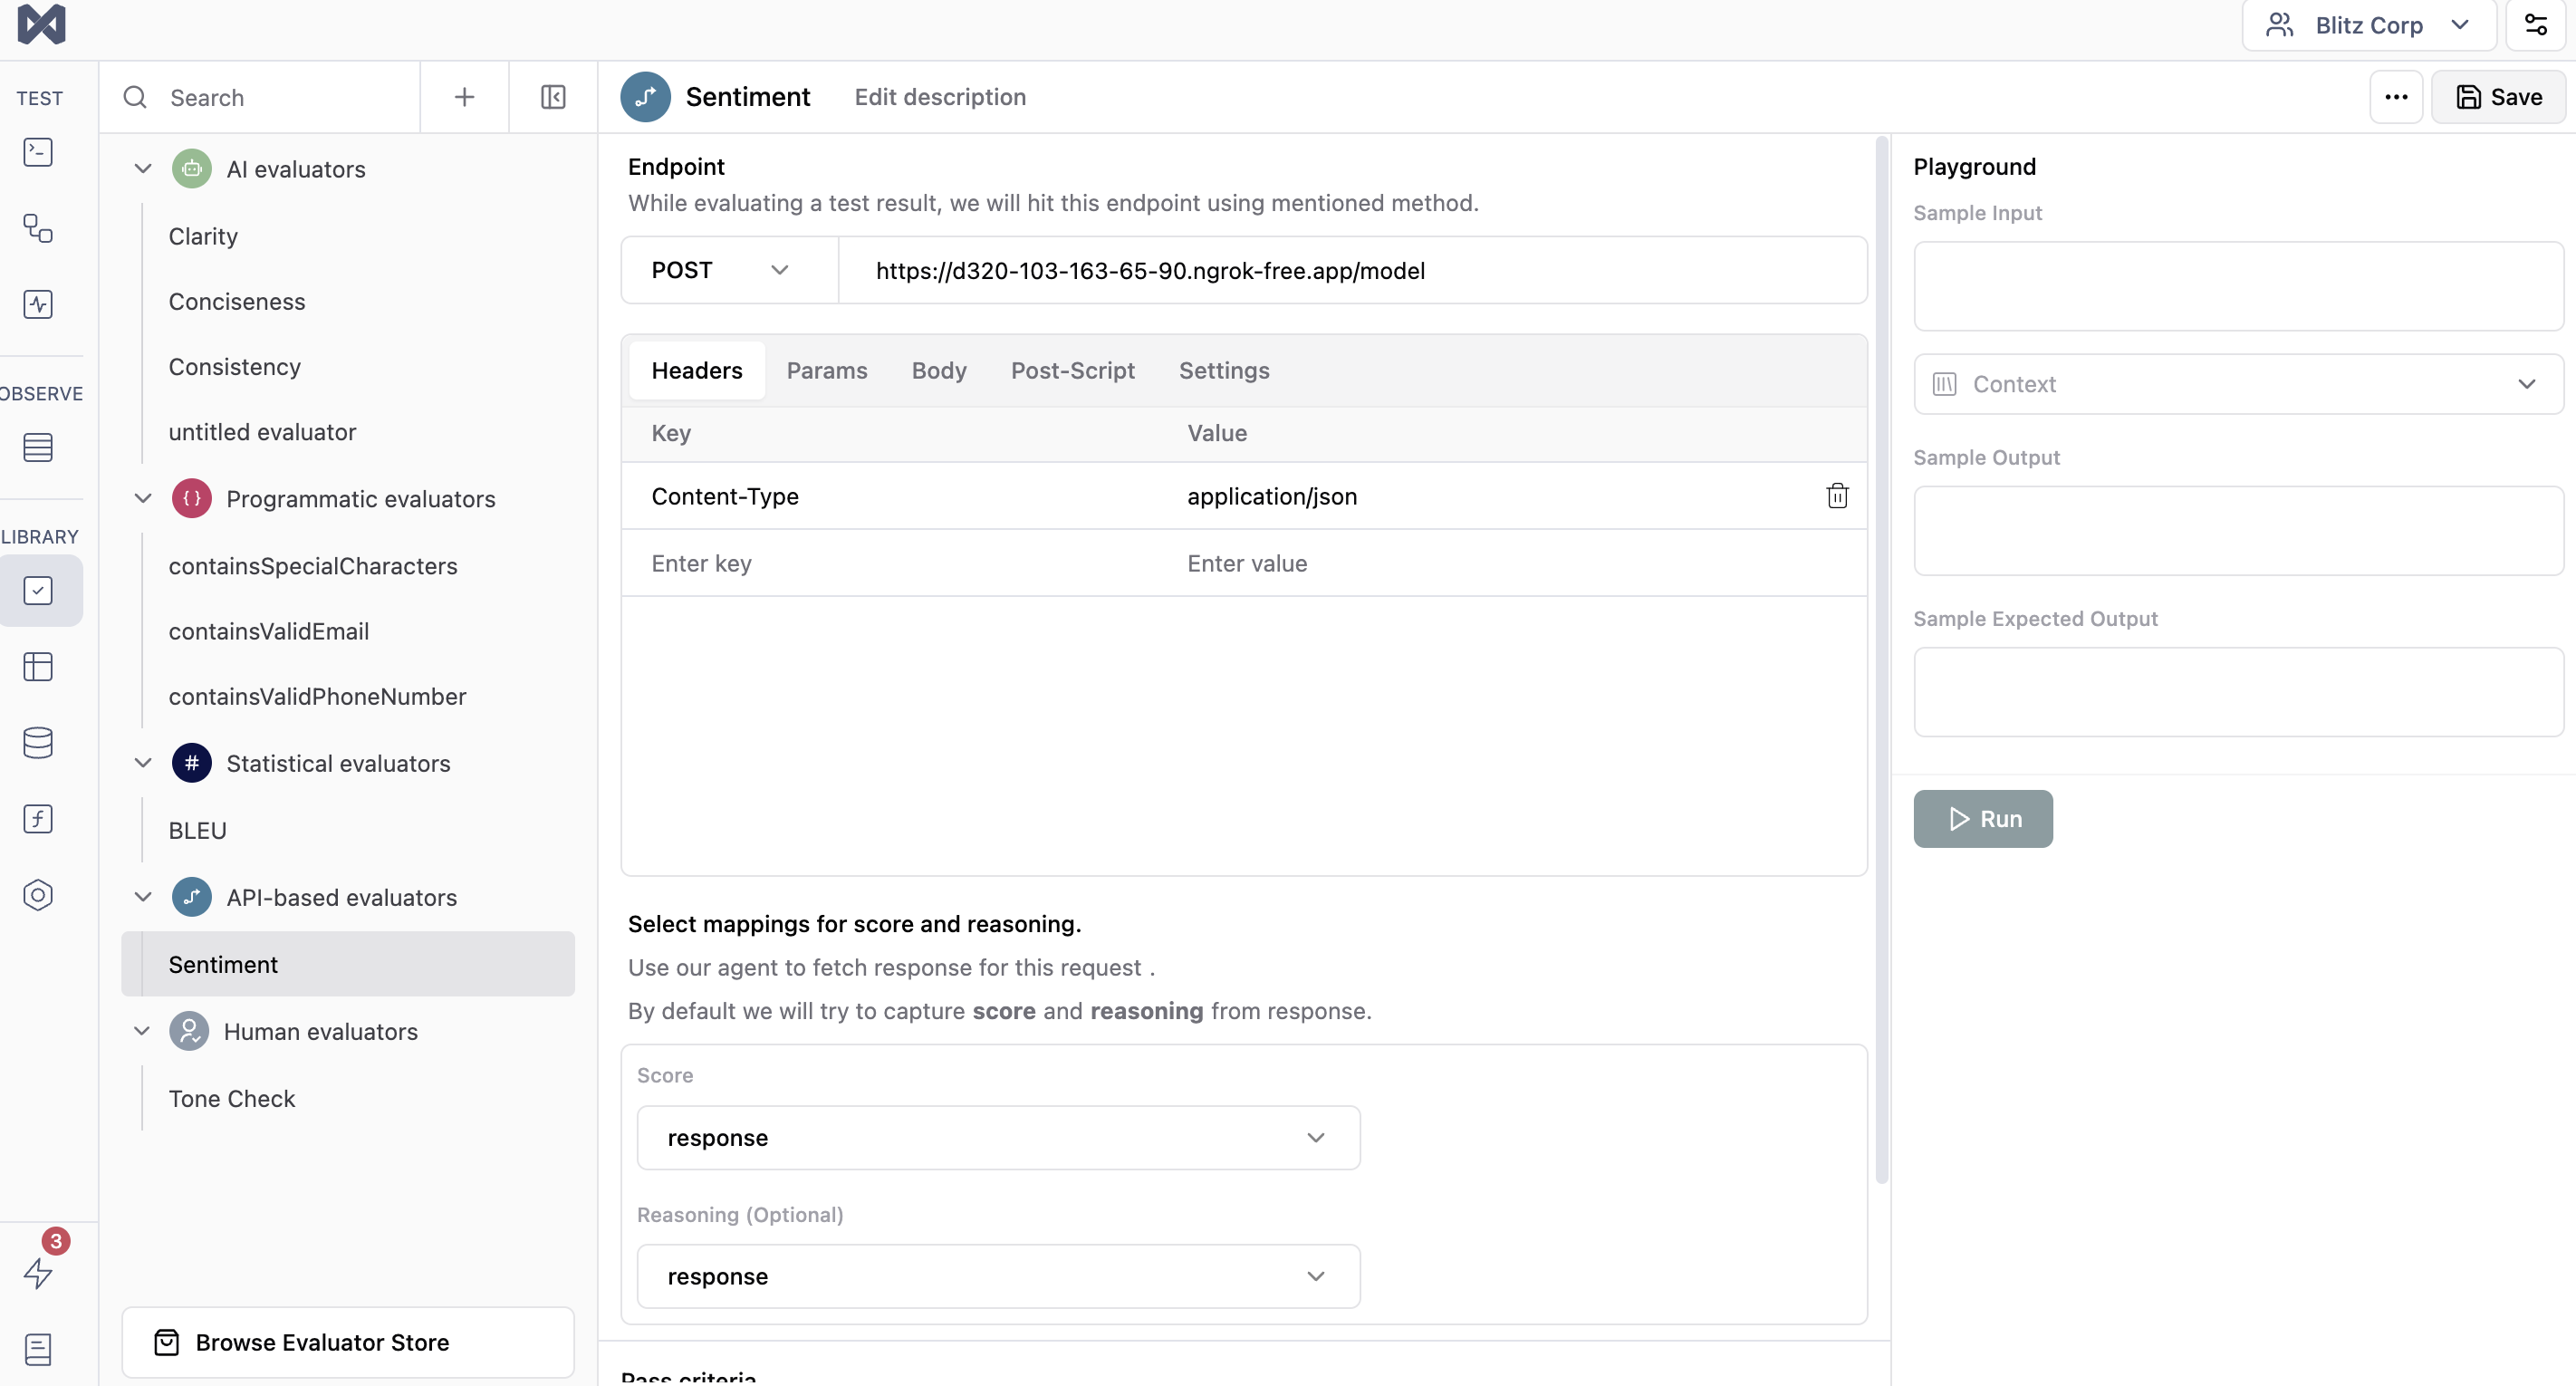 Blitz Corp
TEST
OBSERVE
LIBRARY
3
Search
AI evaluators
Clarity
Conciseness
Consistency
untitled evaluator
{ } Programmatic evaluators
containsSpecialCharacters
containsValidEmail
containsValidPhoneNumber
# Statistical evaluators
BLEU
API-based evaluators
Sentiment
Human evaluators
Tone Check
Browse Evaluator Store
Sentiment Edit description
... Save
Endpoint
While evaluating a test result, we will hit this endpoint using mentioned method.
POST https://d320-103-163-65-90.ngrok-free.app/model
Headers Params Body Post-Script Settings
Key Value
Content-Type application/json
Enter key Enter value
Select mappings for score and reasoning.
Use our agent to fetch response for this request .
By default we will try to capture score and reasoning from response.
Score
response
Reasoning (Optional)
response
Pass criteria
Playground
Sample Input
Context
Sample Output
Sample Expected Output
Run